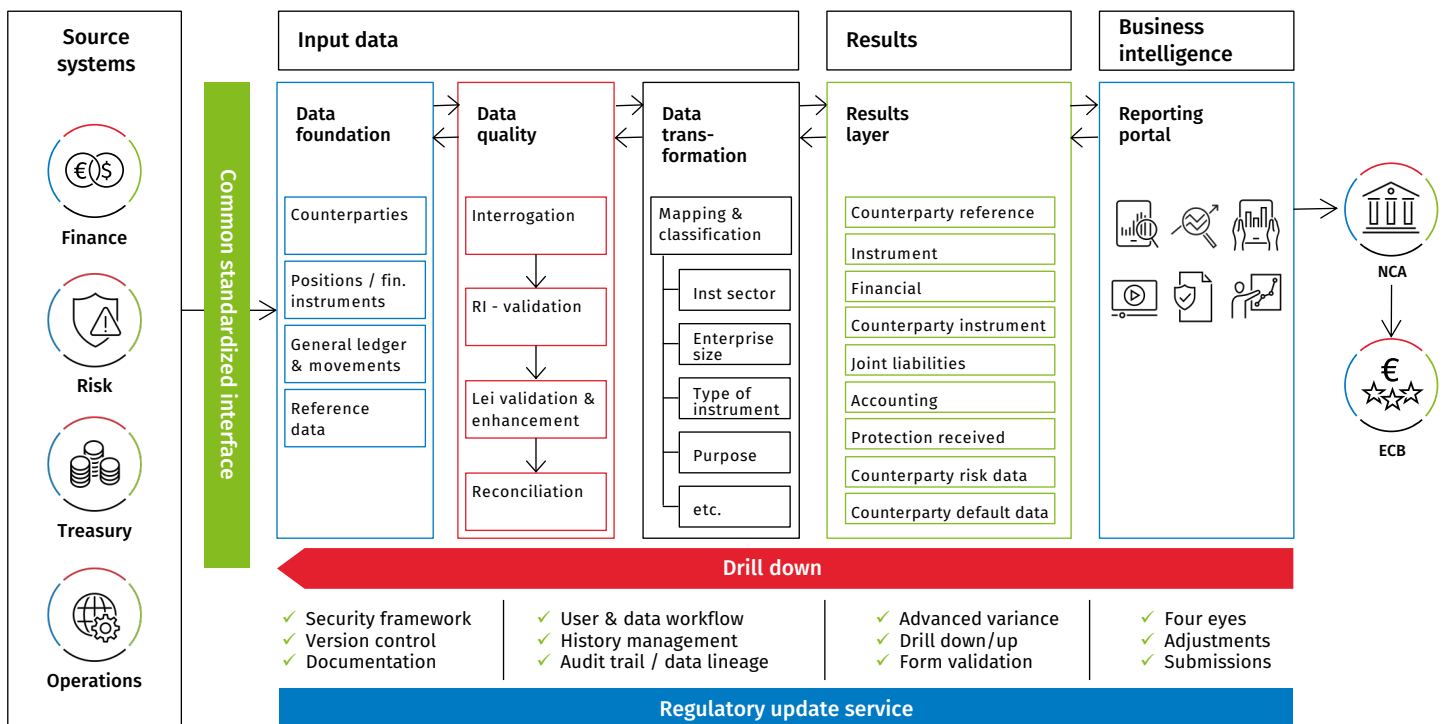 Source
systems
Finance
Risk
Treasury
Operations
Common standardized interface
Input data
Results
Business
intelligence
Data
foundation
Counterparties
Positions / fin.
instruments
General ledger
& movements
Reference
data
Data
quality
Interrogation
RI - validation
Lei validation &
enhancement
Reconciliation
Data
trans-
formation
Mapping &
classification
Inst sector
Enterprise
size
Type of
instrument
Purpose
etc.
Results
layer
Counterparty reference
Instrument
Financial
Counterparty instrument
Joint liabilities
Accounting
Protection received
Counterparty risk data
Counterparty default data
Reporting
portal
NCA
€
ECB
€ $
Drill down
✓ Security framework
✓ Version control
✓ Documentation
✓ User & data workflow
✓ History management
✓ Audit trail / data lineage
✓ Advanced variance
✓ Drill down/up
✓ Form validation
✓ Four eyes
✓ Adjustments
✓ Submissions
Regulatory update service